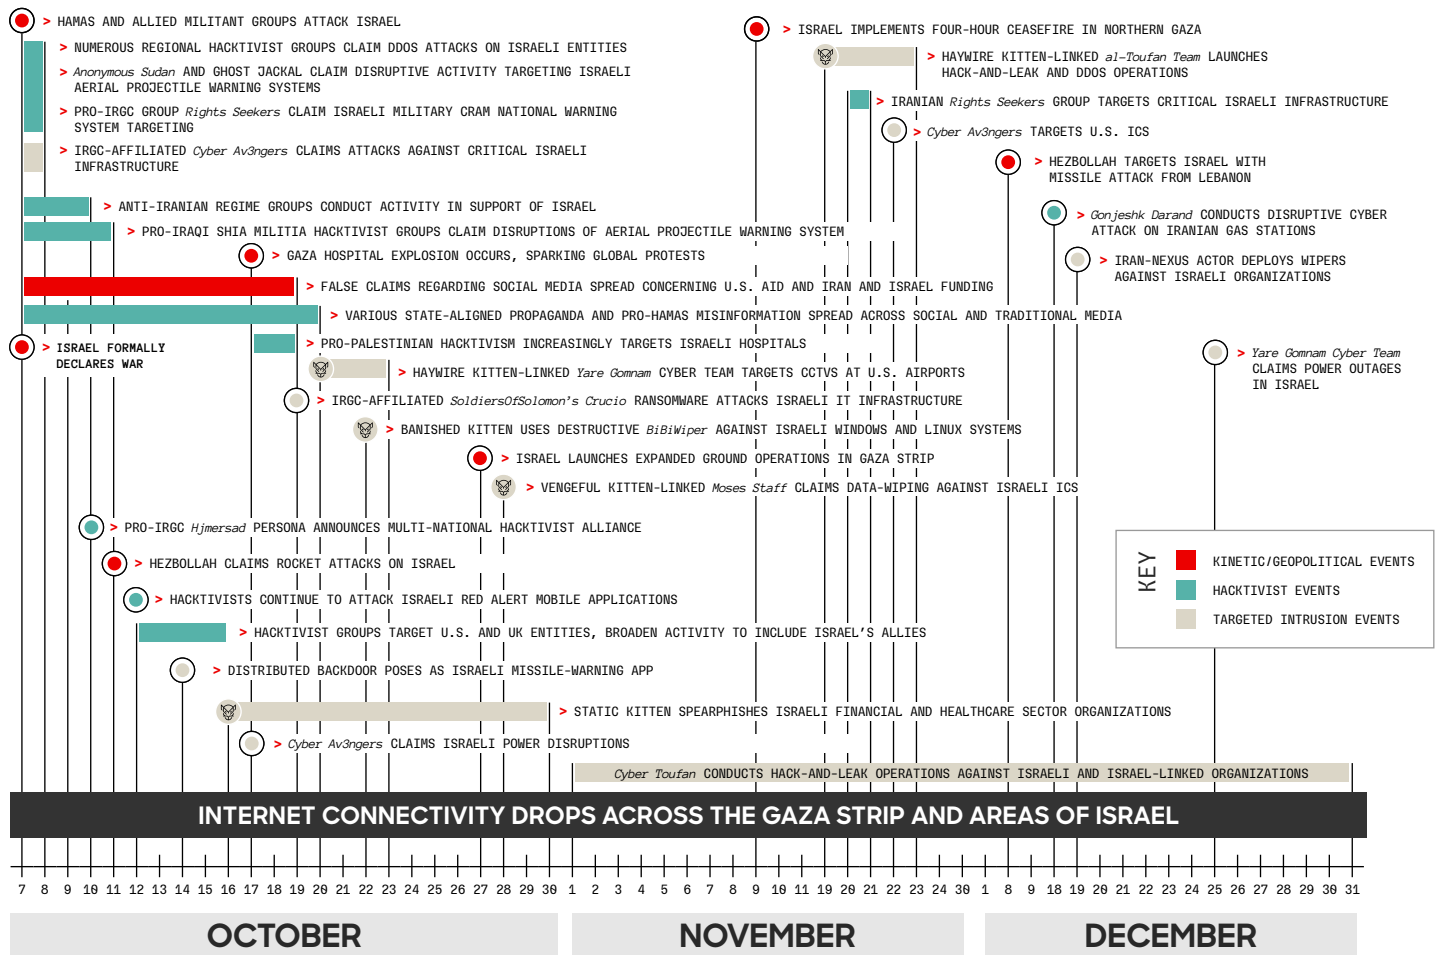 > HAMAS AND ALLIED MILITANT GROUPS ATTACK ISRAEL
> NUMEROUS REGIONAL HACKTIVIST GROUPS CLAIM DDOS ATTACKS ON ISRAELI ENTITIES
> Anonymous Sudan AND GHOST JACKAL CLAIM DISRUPTIVE ACTIVITY TARGETING ISRAELI
AERIAL PROJECTILE WARNING SYSTEMS
> PRO-IRGC GROUP Rights Seekers CLAIM ISRAELI MILITARY CRAM NATIONAL WARNING
SYSTEM TARGETING
> IRGC-AFFILIATED Cyber Av3ngers CLAIMS ATTACKS AGAINST CRITICAL ISRAELI
INFRASTRUCTURE
> ANTI-IRANIAN REGIME GROUPS CONDUCT ACTIVITY IN SUPPORT OF ISRAEL
> PRO-IRAQI SHIA MILITIA HACKTIVIST GROUPS CLAIM DISRUPTIONS OF AERIAL PROJECTILE WARNING SYSTEM
> GAZA HOSPITAL EXPLOSION OCCURS, SPARKING GLOBAL PROTESTS
> FALSE CLAIMS REGARDING SOCIAL MEDIA SPREAD CONCERNING U.S. AID AND IRAN AND ISRAEL FUNDING
> VARIOUS STATE-ALIGNED PROPAGANDA AND PRO-HAMAS MISINFORMATION SPREAD ACROSS SOCIAL AND TRADITIONAL MEDIA
> ISRAEL FORMALLY
DECLARES WAR
> PRO-PALESTINIAN HACKTIVISM INCREASINGLY TARGETS ISRAELI HOSPITALS
> HAYWIRE KITTEN-LINKED Yare Gomnam CYBER TEAM TARGETS CCTVS AT U.S. AIRPORTS
> IRGC-AFFILIATED SoldiersOfSolomon's Crucio RANSOMWARE ATTACKS ISRAELI IT INFRASTRUCTURE
> BANISHED KITTEN USES DESTRUCTIVE BiBiWiper AGAINST ISRAELI WINDOWS AND LINUX SYSTEMS
> ISRAEL LAUNCHES EXPANDED GROUND OPERATIONS IN GAZA STRIP
> VENGEFUL KITTEN-LINKED Moses Staff CLAIMS DATA-WIPING AGAINST ISRAELI ICS
> PRO-IRGC Hjmersad PERSONA ANNOUNCES MULTI-NATIONAL HACKTIVIST ALLIANCE
> HEZBOLLAH CLAIMS ROCKET ATTACKS ON ISRAEL
> HACKTIVISTS CONTINUE TO ATTACK ISRAELI RED ALERT MOBILE APPLICATIONS
> HACKTIVIST GROUPS TARGET U.S. AND UK ENTITIES, BROADEN ACTIVITY TO INCLUDE ISRAEL'S ALLIES
> DISTRIBUTED BACKDOOR POSES AS ISRAELI MISSILE-WARNING APP
> STATIC KITTEN SPEARPHISHES ISRAELI FINANCIAL AND HEALTHCARE SECTOR ORGANIZATIONS
> Cyber Av3ngers CLAIMS ISRAELI POWER DISRUPTIONS
> ISRAEL IMPLEMENTS FOUR-HOUR CEASEFIRE IN NORTHERN GAZA
> HAYWIRE KITTEN-LINKED al-Toufan Team LAUNCHES
HACK-AND-LEAK AND DDOS OPERATIONS
> IRANIAN Rights Seekers GROUP TARGETS CRITICAL ISRAELI INFRASTRUCTURE
> Cyber Av3ngers TARGETS U.S. ICS
> HEZBOLLAH TARGETS ISRAEL WITH
MISSILE ATTACK FROM LEBANON
> Gonjeshk Darand CONDUCTS DISRUPTIVE CYBER
ATTACK ON IRANIAN GAS STATIONS
> IRAN-NEXUS ACTOR DEPLOYS WIPERS
AGAINST ISRAELI ORGANIZATIONS
> Yare Gomnam Cyber Team
CLAIMS POWER OUTAGES
IN ISRAEL
KEY
KINETIC/GEOPOLITICAL EVENTS
HACKTIVIST EVENTS
TARGETED INTRUSION EVENTS
Cyber Toufan CONDUCTS HACK-AND-LEAK OPERATIONS AGAINST ISRAELI AND ISRAEL-LINKED ORGANIZATIONS
INTERNET CONNECTIVITY DROPS ACROSS THE GAZA STRIP AND AREAS OF ISRAEL
7 8 9 10 11 12 13 14 15 16 17 18 19 20 21 22 23 24 25 26 27 28 29 30 1 2 3 4 5 6 7 8 9 10 11 19 20 21 22 23 24 30 1 8 9 18 19 20 21 22 23 24 25 26 27 28 29 30 31
OCTOBER NOVEMBER DECEMBER